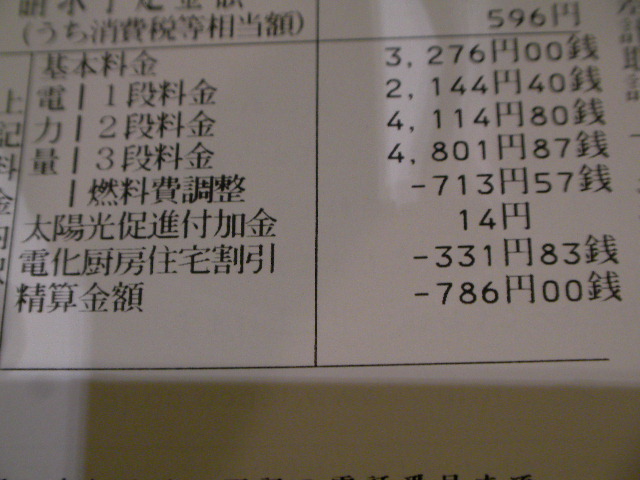 (うち消費税等相当額) 596円
基本料金 3,276円00銭
電 1段料金 2,144円40銭
力 2段料金 4,114円80銭
量 3段料金 4,801円87銭
燃料費調整 -713円57銭
太陽光促進付加金 14円
電化厨房住宅割引 -331円83銭
精算金額 -786円00銭
上記料金内